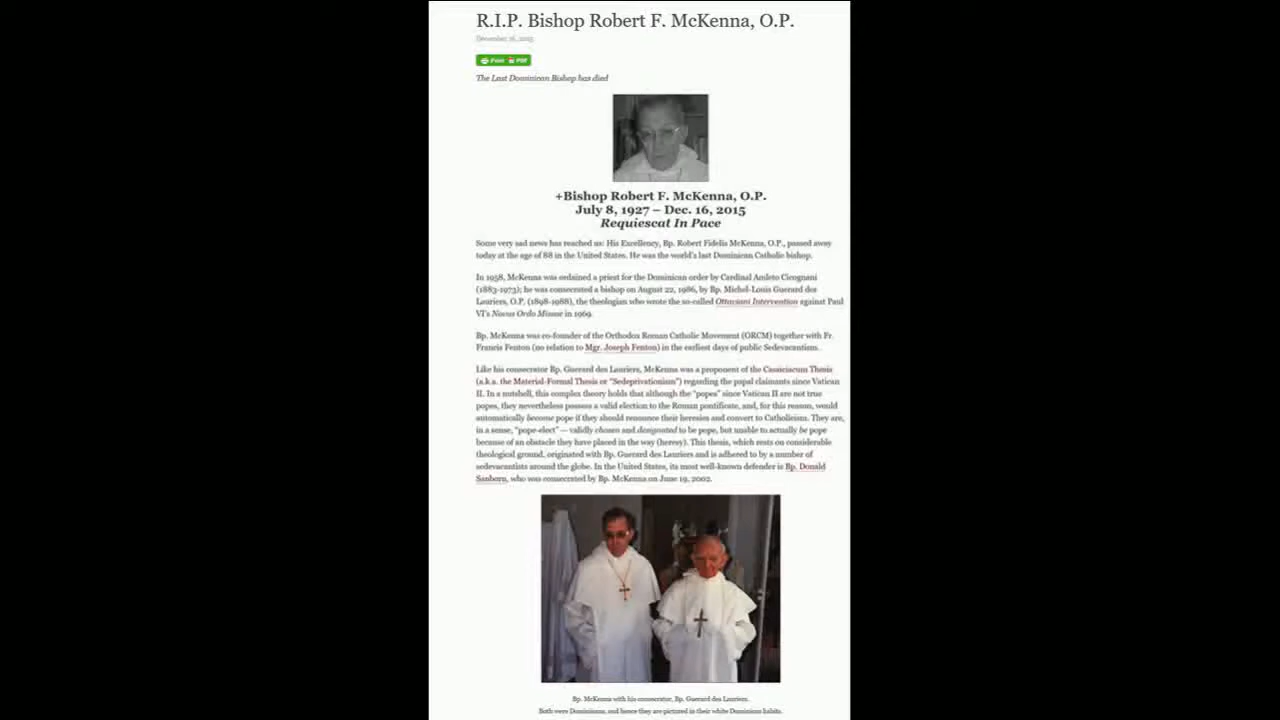 R.I.P. Bishop Robert F. McKenna, O.P.
December 16, 2015
Print PDF
The Last Dominican Bishop has died
+Bishop Robert F. McKenna, O.P.
July 8, 1927 – Dec. 16, 2015
Requiescat In Pace
Some very sad news has reached us: His Excellency, Bp. Robert Fidelis McKenna, O.P., passed away
today at the age of 88 in the United States. He was the world's last Dominican Catholic bishop.
In 1958, McKenna was ordained a priest for the Dominican order by Cardinal Amleto Cicognani
(1883-1973); he was consecrated a bishop on August 22, 1986, by Bp. Michel-Louis Guerard des
Lauriers, O.P. (1898-1988), the theologian who wrote the so-called Ottaviani Intervention against Paul
VI's Novus Ordo Missae in 1969.
Bp. McKenna was co-founder of the Orthodox Roman Catholic Movement (ORCM) together with Fr.
Francis Fenton (no relation to Mgr. Joseph Fenton) in the earliest days of public Sedevacantism.
Like his consecrator Bp. Guerard des Lauriers, McKenna was a proponent of the Cassiciacum Thesis
(a.k.a. the Material-Formal Thesis or "Sedeprivationism") regarding the papal claimants since Vatican
II. In a nutshell, this complex theory holds that although the "popes" since Vatican II are not true
popes, they nevertheless possess a valid election to the Roman pontificate, and, for this reason, would
automatically become pope if they should renounce their heresies and convert to Catholicism. They are,
in a sense, "pope-elect" — validly chosen and designated to be pope, but unable to actually be pope
because of an obstacle they have placed in the way (heresy). This thesis, which rests on considerable
theological ground, originated with Bp. Guerard des Lauriers and is adhered to by a number of
sedevacantists around the globe. In the United States, its most well-known defender is Bp. Donald
Sanborn, who was consecrated by Bp. McKenna on June 19, 2002.
Bp. McKenna with his consecrator, Bp. Guerard des Lauriers.
Both were Dominicans, and hence they are pictured in their white Dominican habits.